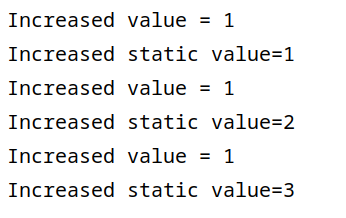 Increased value = 1
Increased static value=1
Increased value = 1
Increased static value=2
Increased value = 1
Increased static value=3